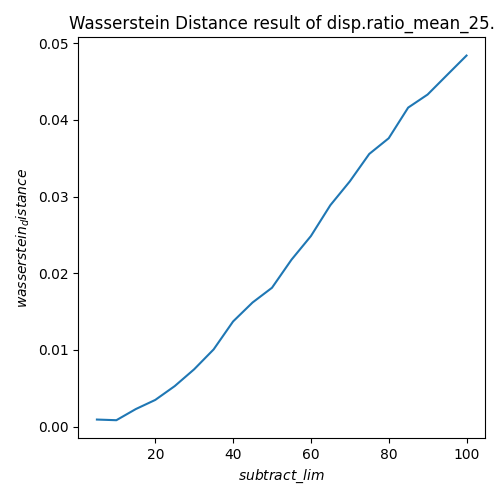 Wasserstein Distance result of disp.ratio_mean_25.
0.05
0.04
0.03
0.02
0.01
0.00
wasserstein_distance
20 40 60 80 100
subtract_lim